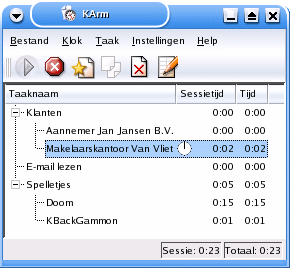 KArm
Bestand Klok Taak Instellingen Help
Taaknaam Sessietijd Tijd
Klanten 0:00 0:00
Aannemer Jan Jansen B.V. 0:00 0:00
Makelaarskantoor Van Vliet 0:02 0:02
E-mail lezen 0:00 0:00
Spelletjes 0:05 0:05
Doom 0:15 0:15
KBackGammon 0:01 0:01
Sessie: 0:23 Totaal: 0:23